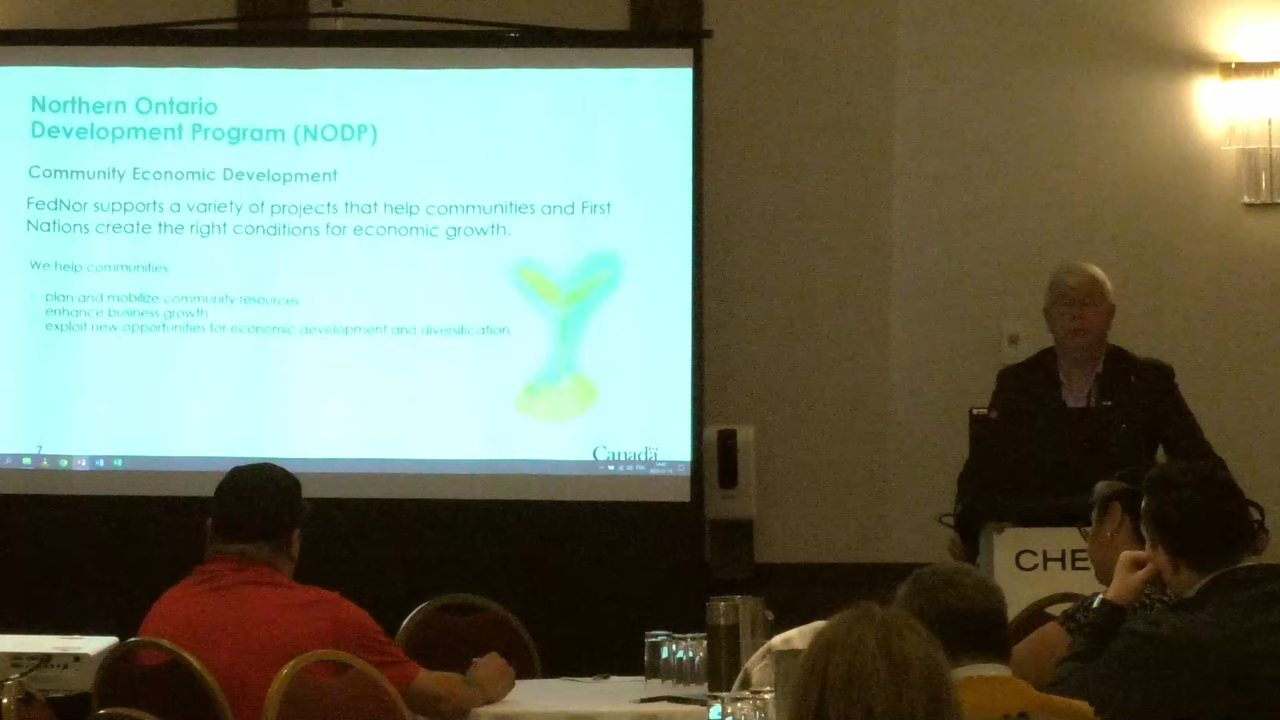 Northern Ontario
Development Program (NODP)
Community Economic Development
FedNor supports a variety of projects that help communities and First
Nations create the right conditions for economic growth.
We help communities
plan and mobilize community resources
enhance business growth
exploit new opportunities for economic development and diversification
7
Canada
CHE